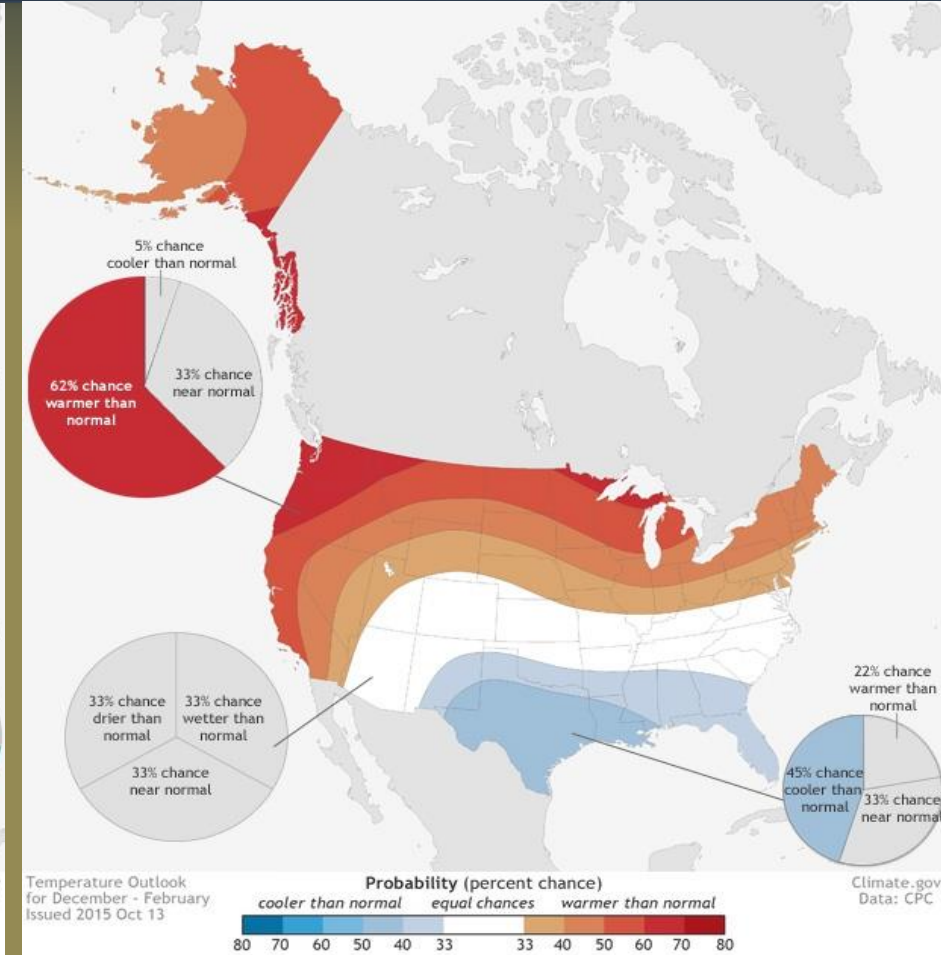 5% chance
cooler than normal
33% chance
near normal
62% chance
warmer than
normal
33% chance
drier than
normal
33% chance
wetter than
normal
33% chance
near normal
22% chance
warmer than
normal
45% chance
cooler than
normal
33% chance
near normal
Temperature Outlook
for December - February
Issued 2015 Oct 13
Probability (percent chance)
cooler than normal equal chances warmer than normal
80 70 60 50 40 33 33 40 50 60 70 80
Climate.gov
Data: CPC